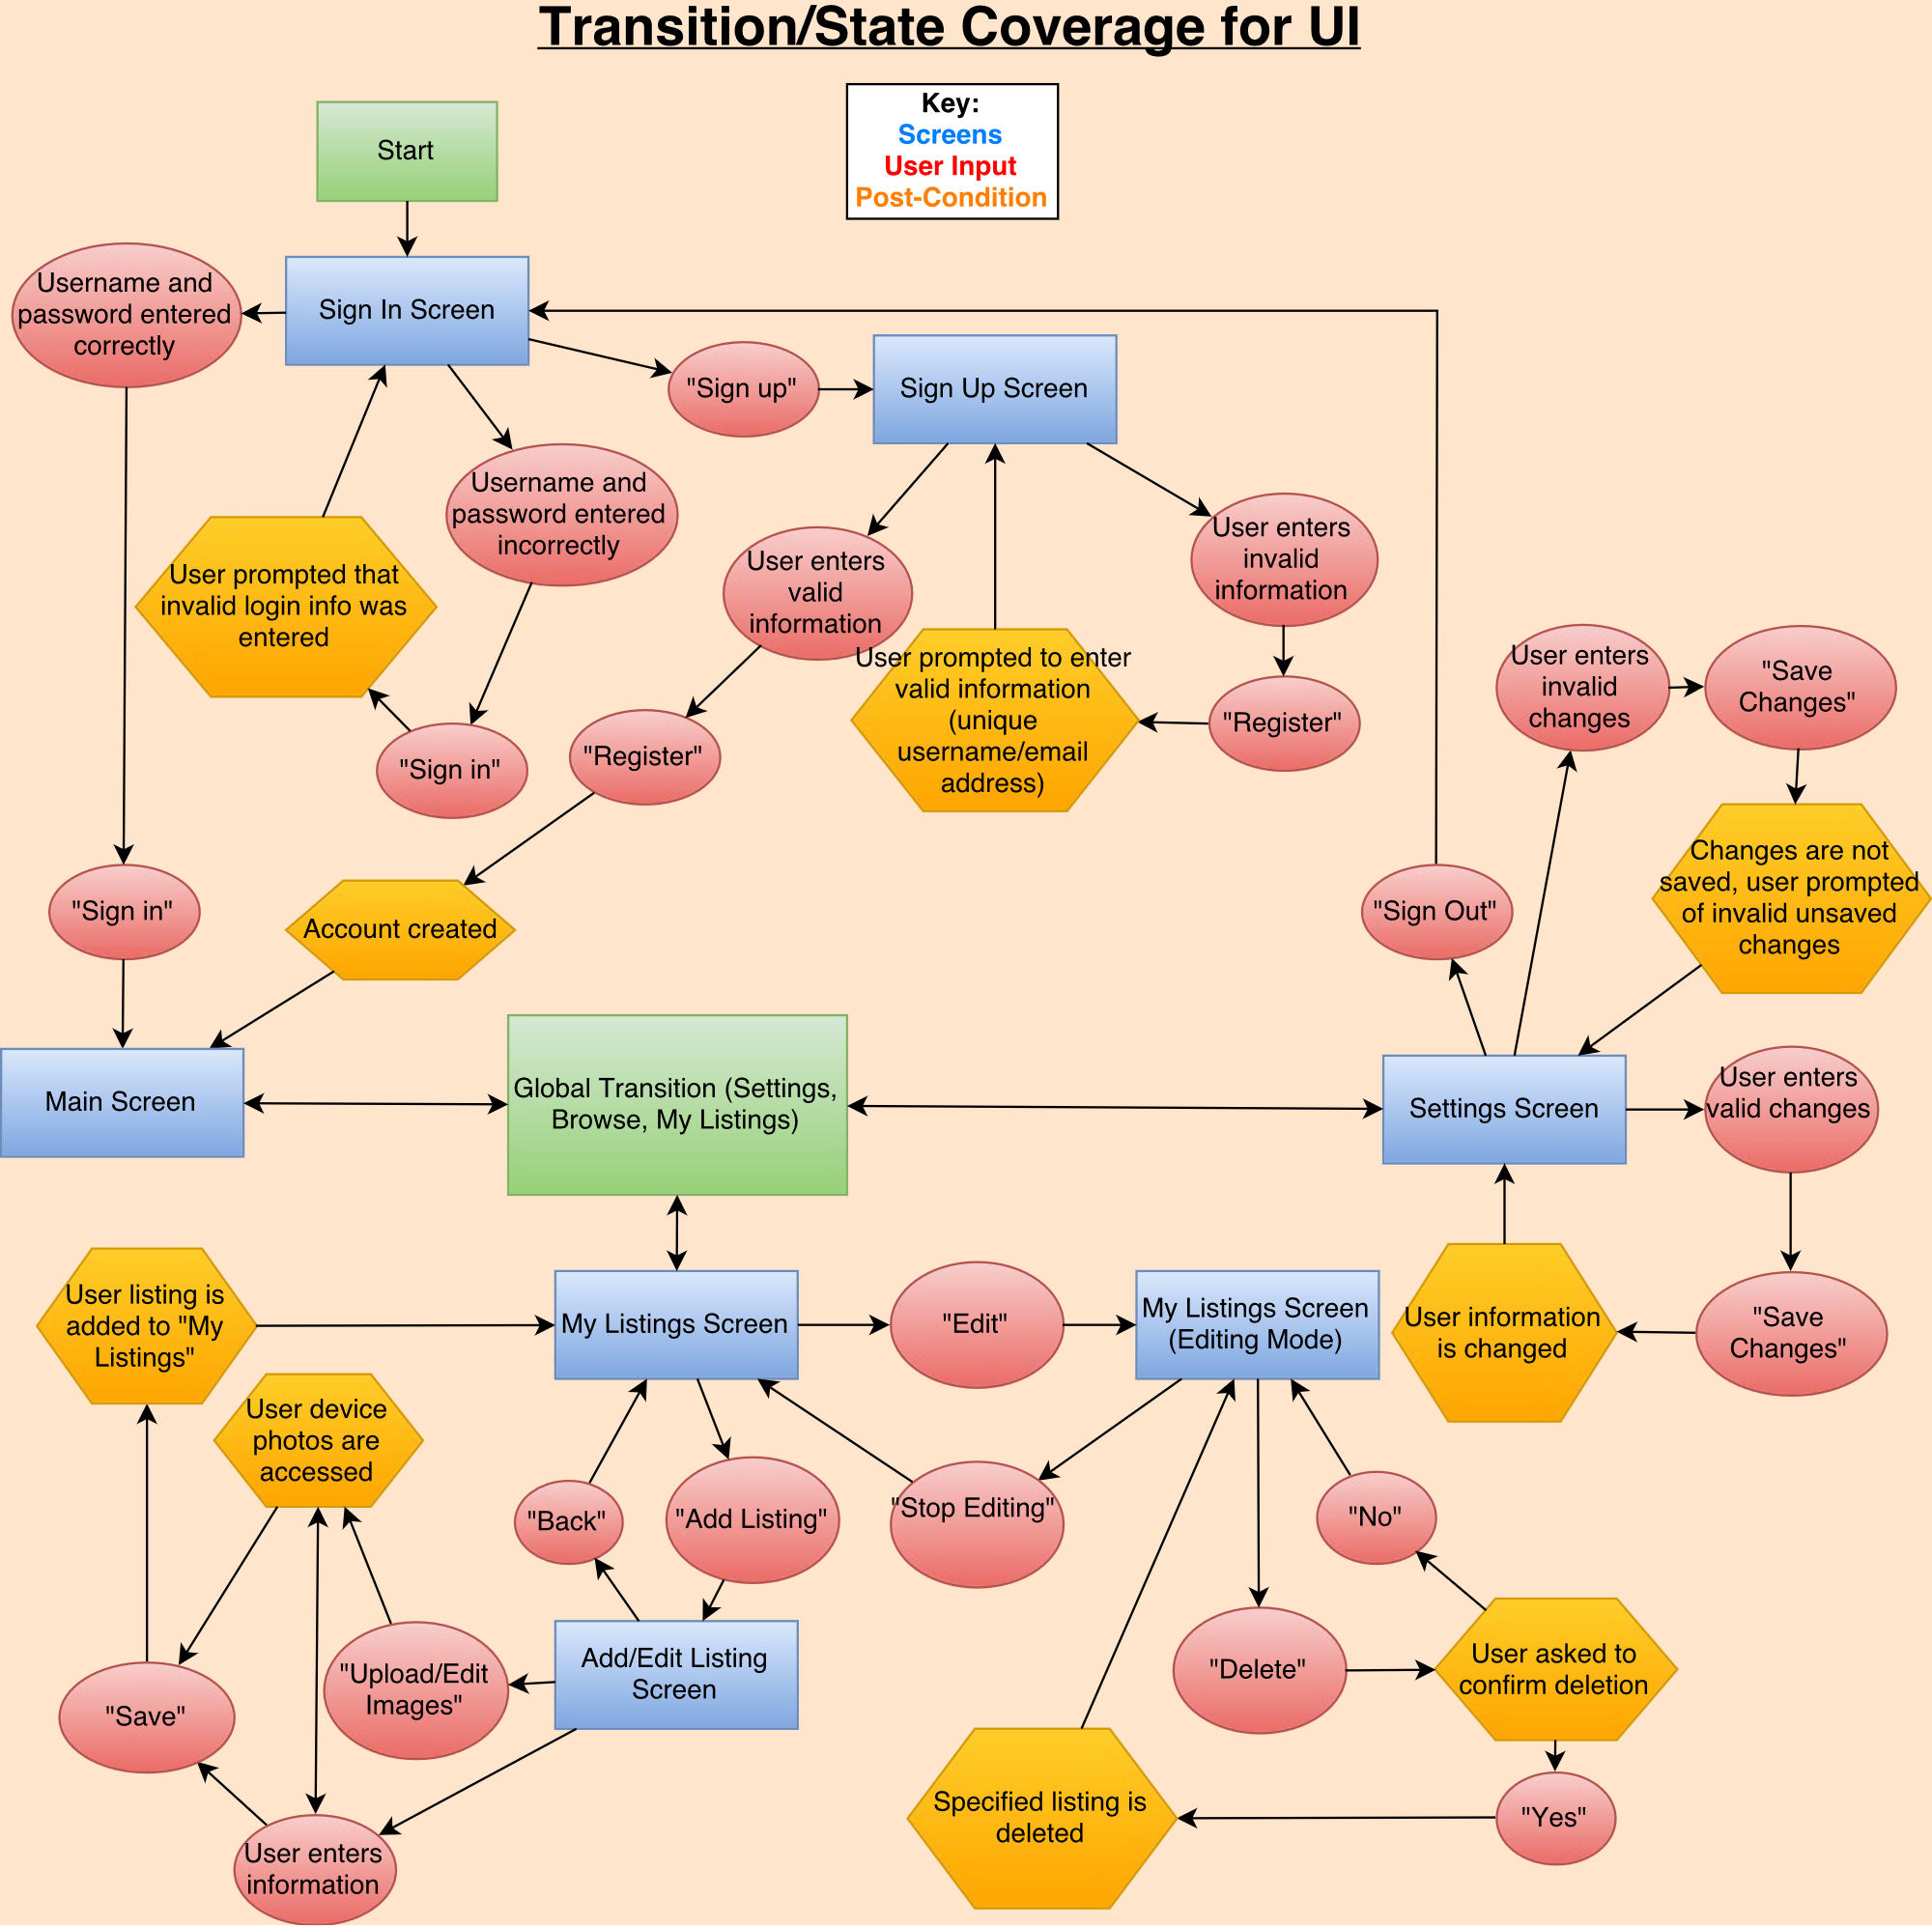 Transition/State Coverage for UI
Key:
Screens
User Input
Post-Condition
Start
Username and
password entered
correctly
Sign In Screen
"Sign up"
Sign Up Screen
Username and
password entered
incorrectly
User prompted that
invalid login info was
entered
User enters
valid
information
User enters
invalid
information
User prompted to enter
valid information
(unique
username/email
address)
"Register"
"Register"
"Sign in"
User enters
invalid
changes
"Save
Changes"
Changes are not
saved, user prompted
of invalid unsaved
changes
"Sign in"
Account created
"Sign Out"
Main Screen
Global Transition (Settings,
Browse, My Listings)
Settings Screen
User enters
valid changes
User listing is
added to "My
Listings"
My Listings Screen
"Edit"
My Listings Screen
(Editing Mode)
User information
is changed
"Save
Changes"
User device
photos are
accessed
"Back"
"Add Listing"
"Stop Editing"
"No"
"Save"
"Upload/Edit
Images"
Add/Edit Listing
Screen
"Delete"
User asked to
confirm deletion
User enters
information
Specified listing is
deleted
"Yes"